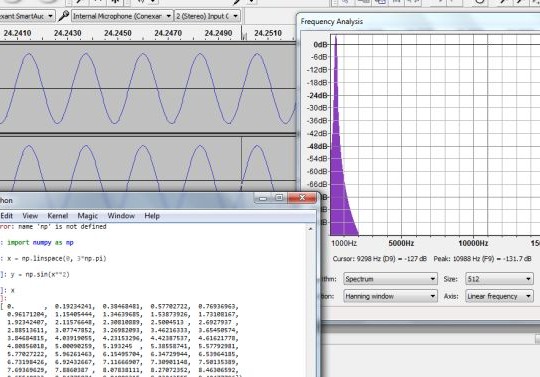 exant SmartAuc
Internal Microphone (Conexar
2 (Stereo) Input C
24.2410 24.2430 24.2450 24.2470 24.2490 24.2510
Frequency Analysis
0dB
-6dB
-12dB
-18dB
-24dB
-30dB
-36dB
-42dB
-48dB
-54dB
-60dB
-66dB
1000Hz 5000Hz 10000Hz 150
Cursor: 9298 Hz (D9) = -127 dB Peak: 10988 Hz (F9) = -131.7 dB
thm: Spectrum Size: 512
tion: Hanning window Axis: Linear frequency
hon
Edit View Kernel Magic Window Help
ror: name 'np' is not defined
: import numpy as np
: x = np.linspace(0, 3*np.pi)
]: y = np.sin(x**2)
]: x
]:
[ 0. , 0.19234241, 0.38468481, 0.57702722, 0.76936963,
0.96171204, 1.15405444, 1.34639685, 1.53873926, 1.73108167,
1.92342407, 2.11576648, 2.30810889, 2.5004513 , 2.6927937 ,
2.88513611, 3.07747852, 3.26982093, 3.46216333, 3.65450574,
3.84684815, 4.03919055, 4.23153296, 4.42387537, 4.61621778,
4.80856018, 5.00090259, 5.193245 , 5.38558741, 5.57792981,
5.77027222, 5.96261463, 6.15495704, 6.34729944, 6.53964185,
6.73198426, 6.92432667, 7.11666907, 7.30901148, 7.50135389,
7.69369629, 7.8860387 , 8.07838111, 8.27072352, 8.46306592,